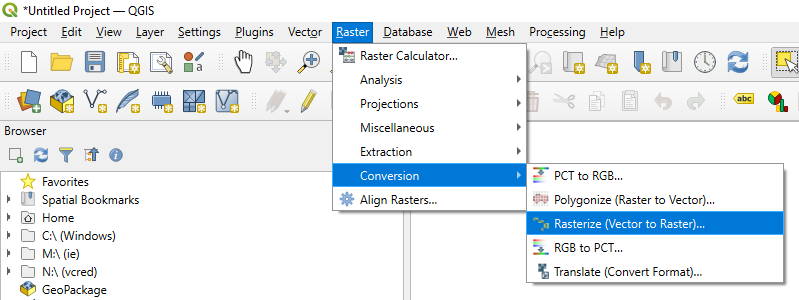 *Untitled Project — QGIS
Project Edit View Layer Settings Plugins Vector Raster Database Web Mesh Processing Help
Raster Calculator...
Analysis
Projections
Miscellaneous
Extraction
Conversion
Align Rasters...
PCT to RGB...
Polygonize (Raster to Vector)...
Rasterize (Vector to Raster)...
RGB to PCT...
Translate (Convert Format)...
abc
Browser
Favorites
Spatial Bookmarks
Home
C:\ (Windows)
M:\ (ie)
N:\ (vcred)
GeoPackage